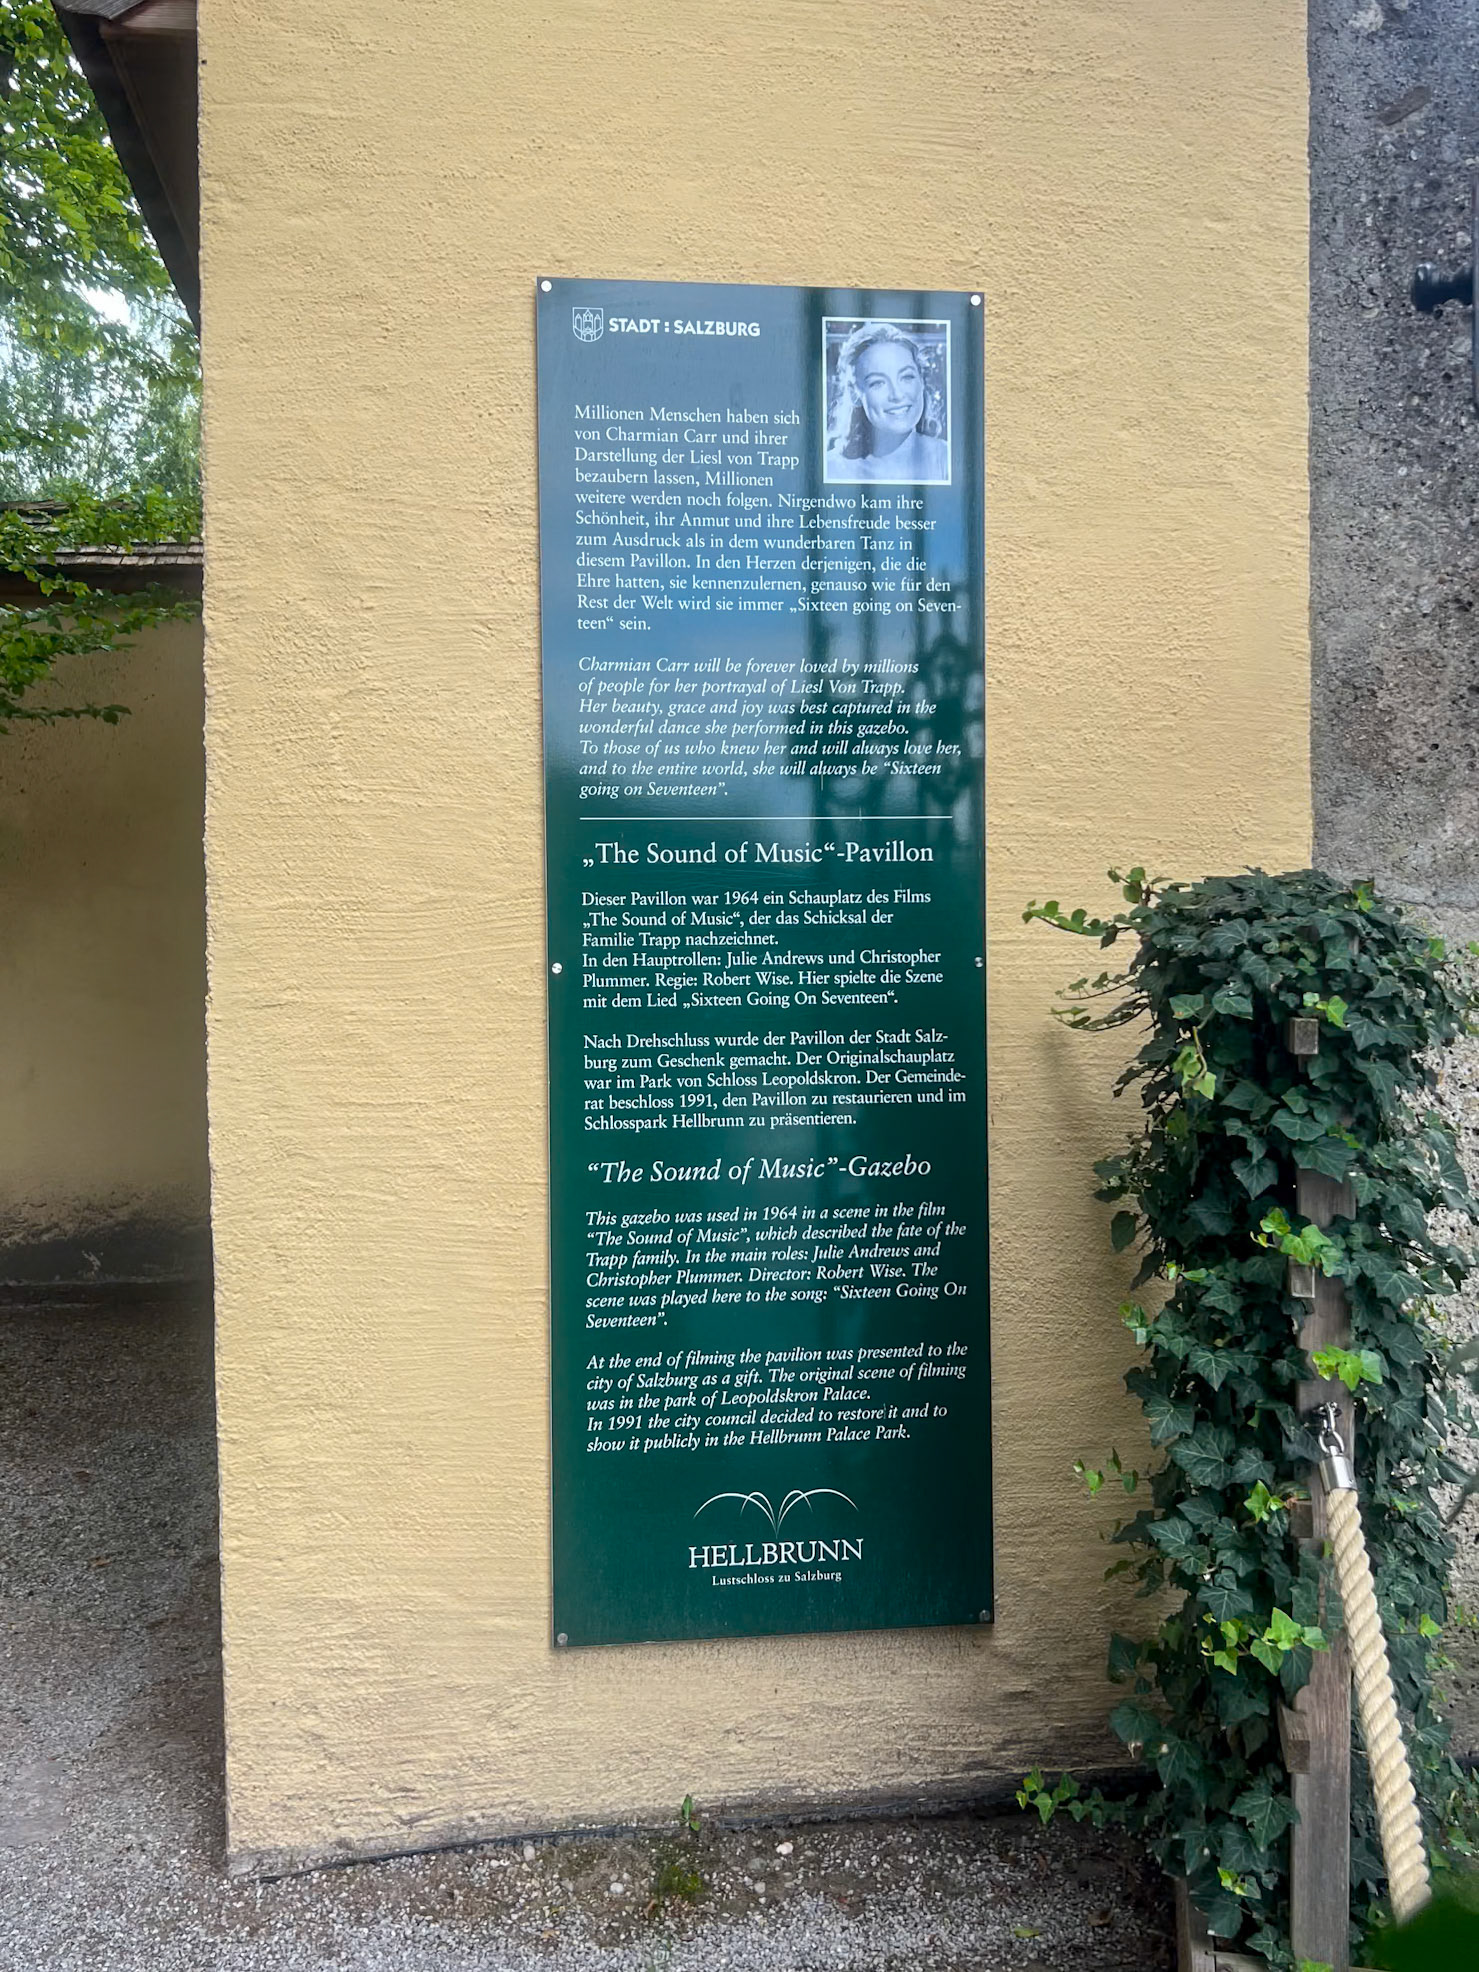 STADT : SALZBURG
Millionen Menschen haben sich
von Charmian Carr und ihrer
Darstellung der Liesl von Trapp
bezaubern lassen, Millionen
weitere werden noch folgen. Nirgendwo kam ihre
Schönheit, ihr Anmut und ihre Lebensfreude besser
zum Ausdruck als in dem wunderbaren Tanz in
diesem Pavillon. In den Herzen derjenigen, die die
Ehre hatten, sie kennenzulernen, genauso wie für den
Rest der Welt wird sie immer „Sixteen going on Seven-
teen“ sein.
Charmian Carr will be forever loved by millions
of people for her portrayal of Liesl Von Trapp.
Her beauty, grace and joy was best captured in the
wonderful dance she performed in this gazebo.
To those of us who knew her and will always love her,
and to the entire world, she will always be “Sixteen
going on Seventeen”.
„The Sound of Music“-Pavillon
Dieser Pavillon war 1964 ein Schauplatz des Films
„The Sound of Music“, der das Schicksal der
Familie Trapp nachzeichnet.
In den Hauptrollen: Julie Andrews und Christopher
Plummer. Regie: Robert Wise. Hier spielte die Szene
mit dem Lied „Sixteen Going On Seventeen“.
Nach Drehschluss wurde der Pavillon der Stadt Salz-
burg zum Geschenk gemacht. Der Originalschauplatz
war im Park von Schloss Leopoldskron. Der Gemeinde-
rat beschloss 1991, den Pavillon zu restaurieren und im
Schlosspark Hellbrunn zu präsentieren.
“The Sound of Music”-Gazebo
This gazebo was used in 1964 in a scene in the film
“The Sound of Music”, which described the fate of the
Trapp family. In the main roles: Julie Andrews and
Christopher Plummer. Director: Robert Wise. The
scene was played here to the song: “Sixteen Going On
Seventeen”.
At the end of filming the pavilion was presented to the
city of Salzburg as a gift. The original scene of filming
was in the park of Leopoldskron Palace.
In 1991 the city council decided to restore it and to
show it publicly in the Hellbrunn Palace Park.
HELLBRUNN
Lustschloss zu Salzburg